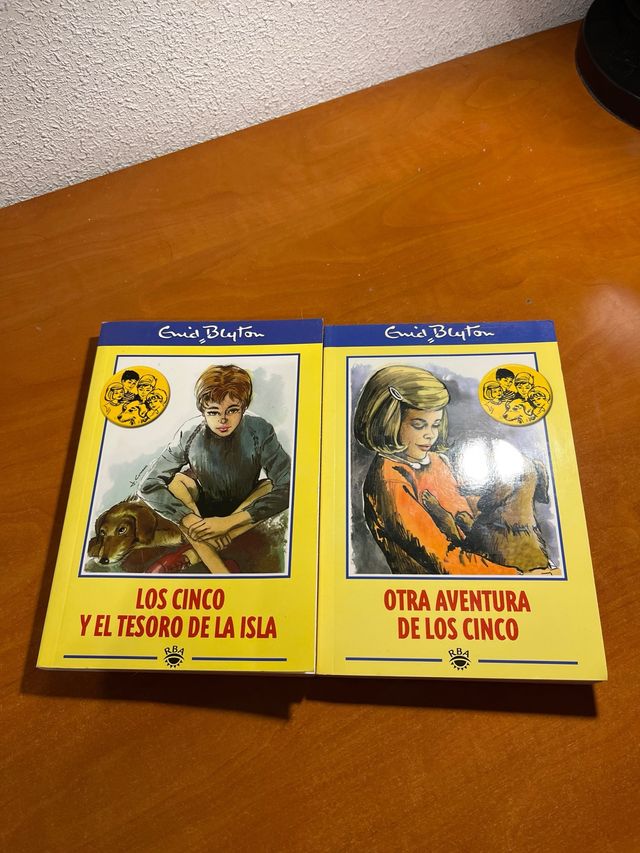 Enid Blyton
LOS CINCO
Y EL TESORO DE LA ISLA
RBA
Enid Blyton
OTRA AVENTURA
DE LOS CINCO
RBA